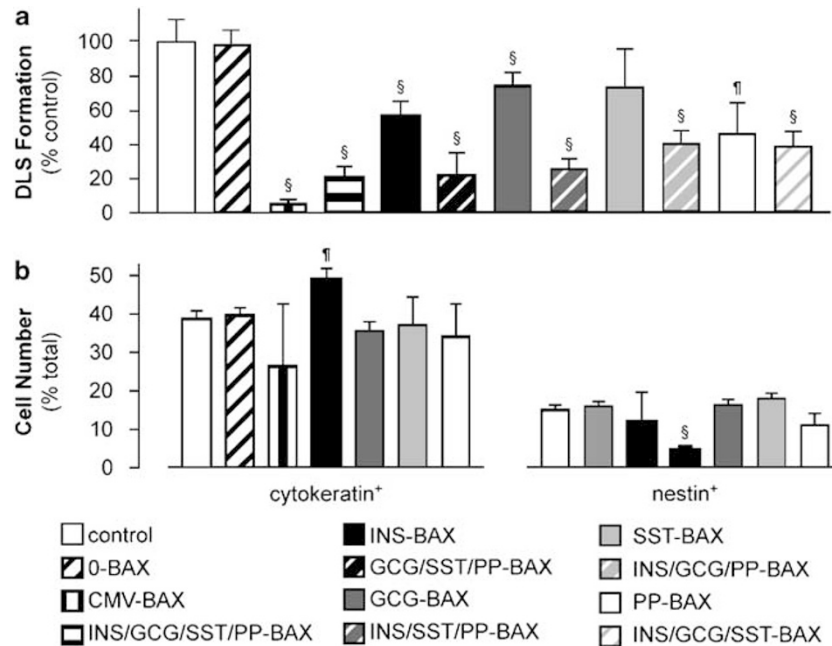 a
DLS Formation
(% control)
100
80
60
40
20
0
§
§
§
§
§
§
§
¶
§
b
Cell Number
(% total)
50
40
30
20
10
0
¶
§
cytokeratin⁺
nestin⁺
control
0-BAX
CMV-BAX
INS/GCG/SST/PP-BAX
INS-BAX
GCG/SST/PP-BAX
GCG-BAX
INS/SST/PP-BAX
SST-BAX
INS/GCG/PP-BAX
PP-BAX
INS/GCG/SST-BAX